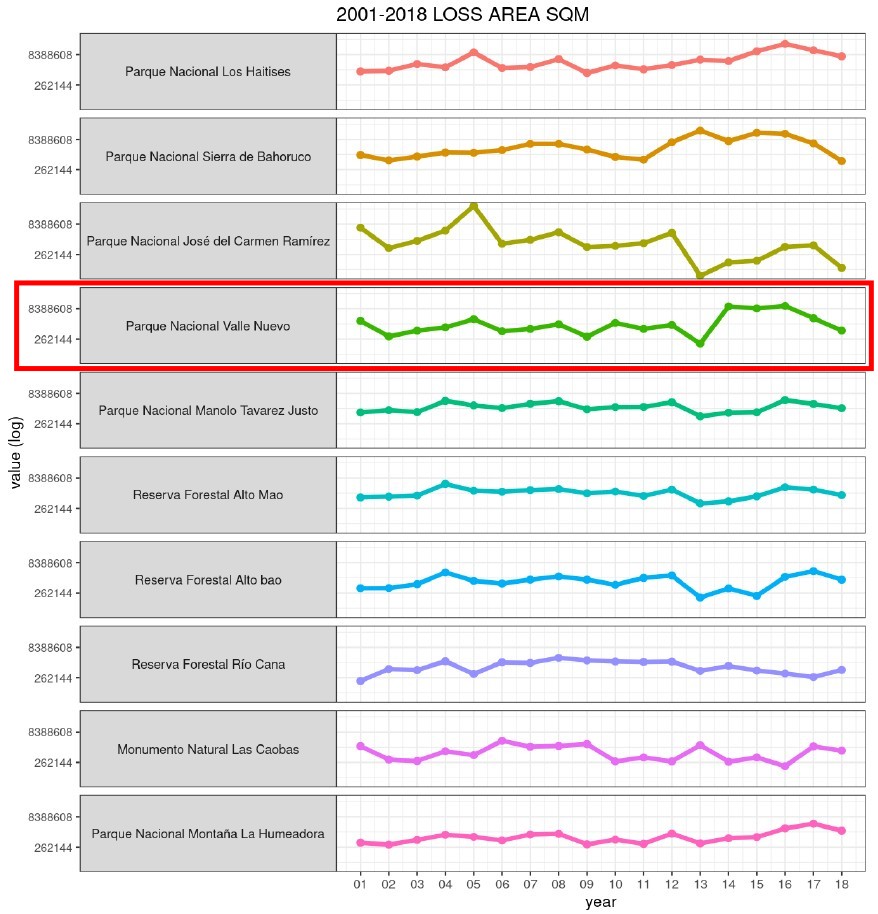 2001-2018 LOSS AREA SQM
8388608
262144
Parque Nacional Los Haitises
8388608
262144
Parque Nacional Sierra de Bahoruco
8388608
262144
Parque Nacional José del Carmen Ramírez
8388608
262144
Parque Nacional Valle Nuevo
8388608
262144
Parque Nacional Manolo Tavarez Justo
8388608
262144
Reserva Forestal Alto Mao
8388608
262144
Reserva Forestal Alto bao
8388608
262144
Reserva Forestal Río Cana
8388608
262144
Monumento Natural Las Caobas
8388608
262144
Parque Nacional Montaña La Humeadora
value (log)
01 02 03 04 05 06 07 08 09 10 11 12 13 14 15 16 17 18
year